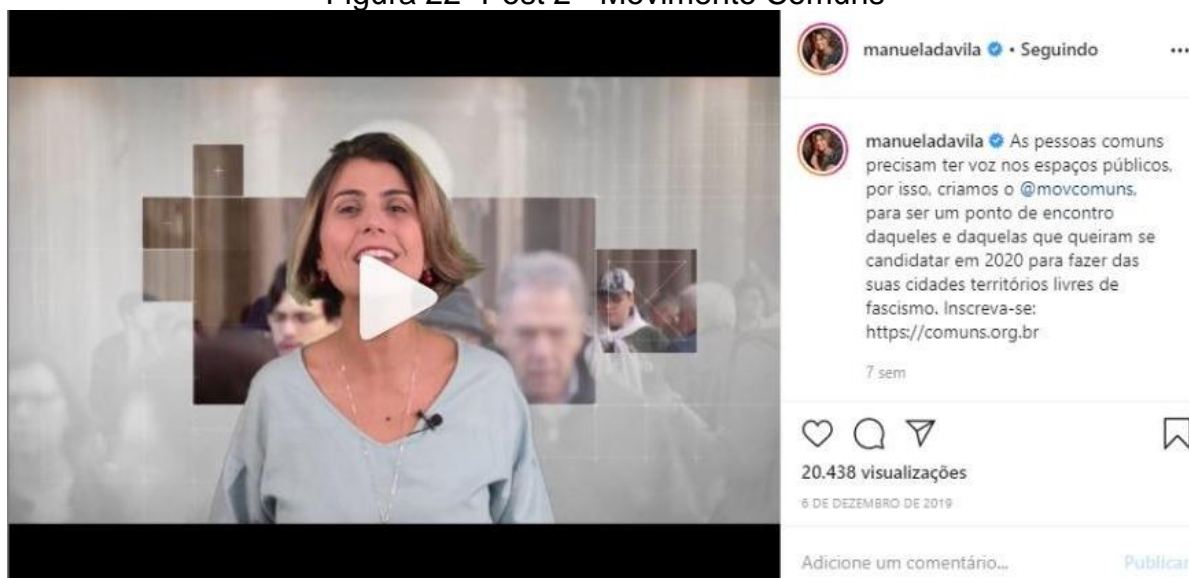 Figura 22- Post 2 - Movimento Comuns
manueladavila • Seguindo
manueladavila As pessoas comuns
precisam ter voz nos espaços públicos,
por isso, criamos o @movcomuns,
para ser um ponto de encontro
daqueles e daquelas que queiram se
candidatar em 2020 para fazer das
suas cidades territórios livres de
fascismo. Inscreva-se:
https://comuns.org.br
7 sem
20.438 visualizações
6 DE DEZEMBRO DE 2019
Adicione um comentário...
Publicar